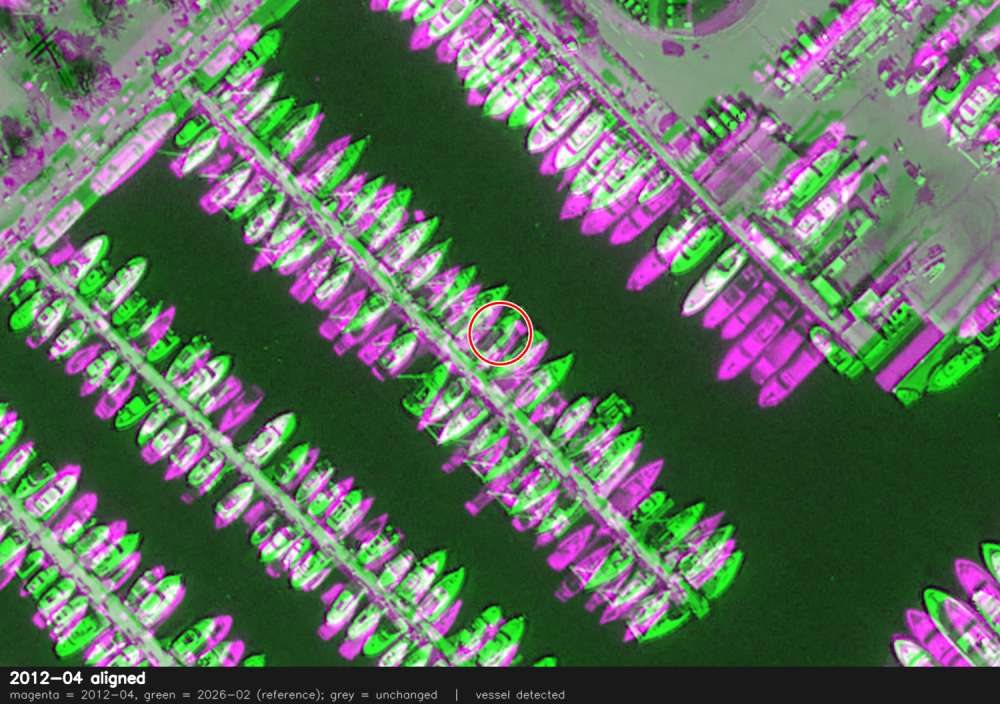 2012-04 aligned
magenta = 2012-04, green = 2026-02 (reference); grey = unchanged | vessel detected